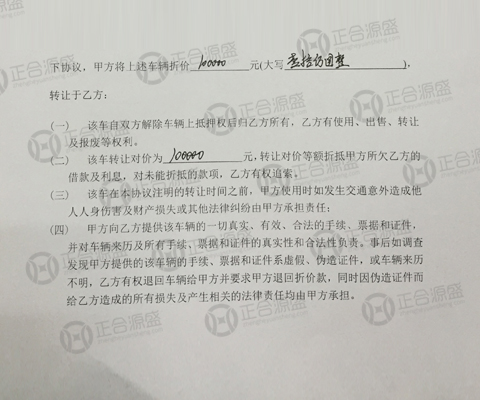 下协议，甲方将上述车辆折价 100000 元(大写 壹拾万圆整 )，
转让于乙方：
(一) 该车自双方解除车辆上抵押权后归乙方所有，乙方有使用、出售、转让
及报废等权利。
(二) 该车转让对价为 100000 元，转让对价等额折抵甲方所欠乙方的
借款及利息，对未能折抵的款项，乙方有权追索。
(三) 该车在本协议注明的转让时间之前，甲方使用时如发生交通意外造成他
人人身伤害及财产损失或其他法律纠纷由甲方承担责任；
(四) 甲方向乙方提供该车辆的一切真实、有效、合法的手续、票据和证件，
并对车辆来历及所有手续、票据和证件的真实性和合法性负责。事后如调查
发现甲方提供的该车辆的手续、票据和证件系虚假、伪造证件，或车辆来历
不明，乙方有权退回车辆给甲方并要求甲方退回折价款，同时因伪造证件而
给乙方造成的所有损失及产生相关的法律责任均由甲方承担。
正合源盛